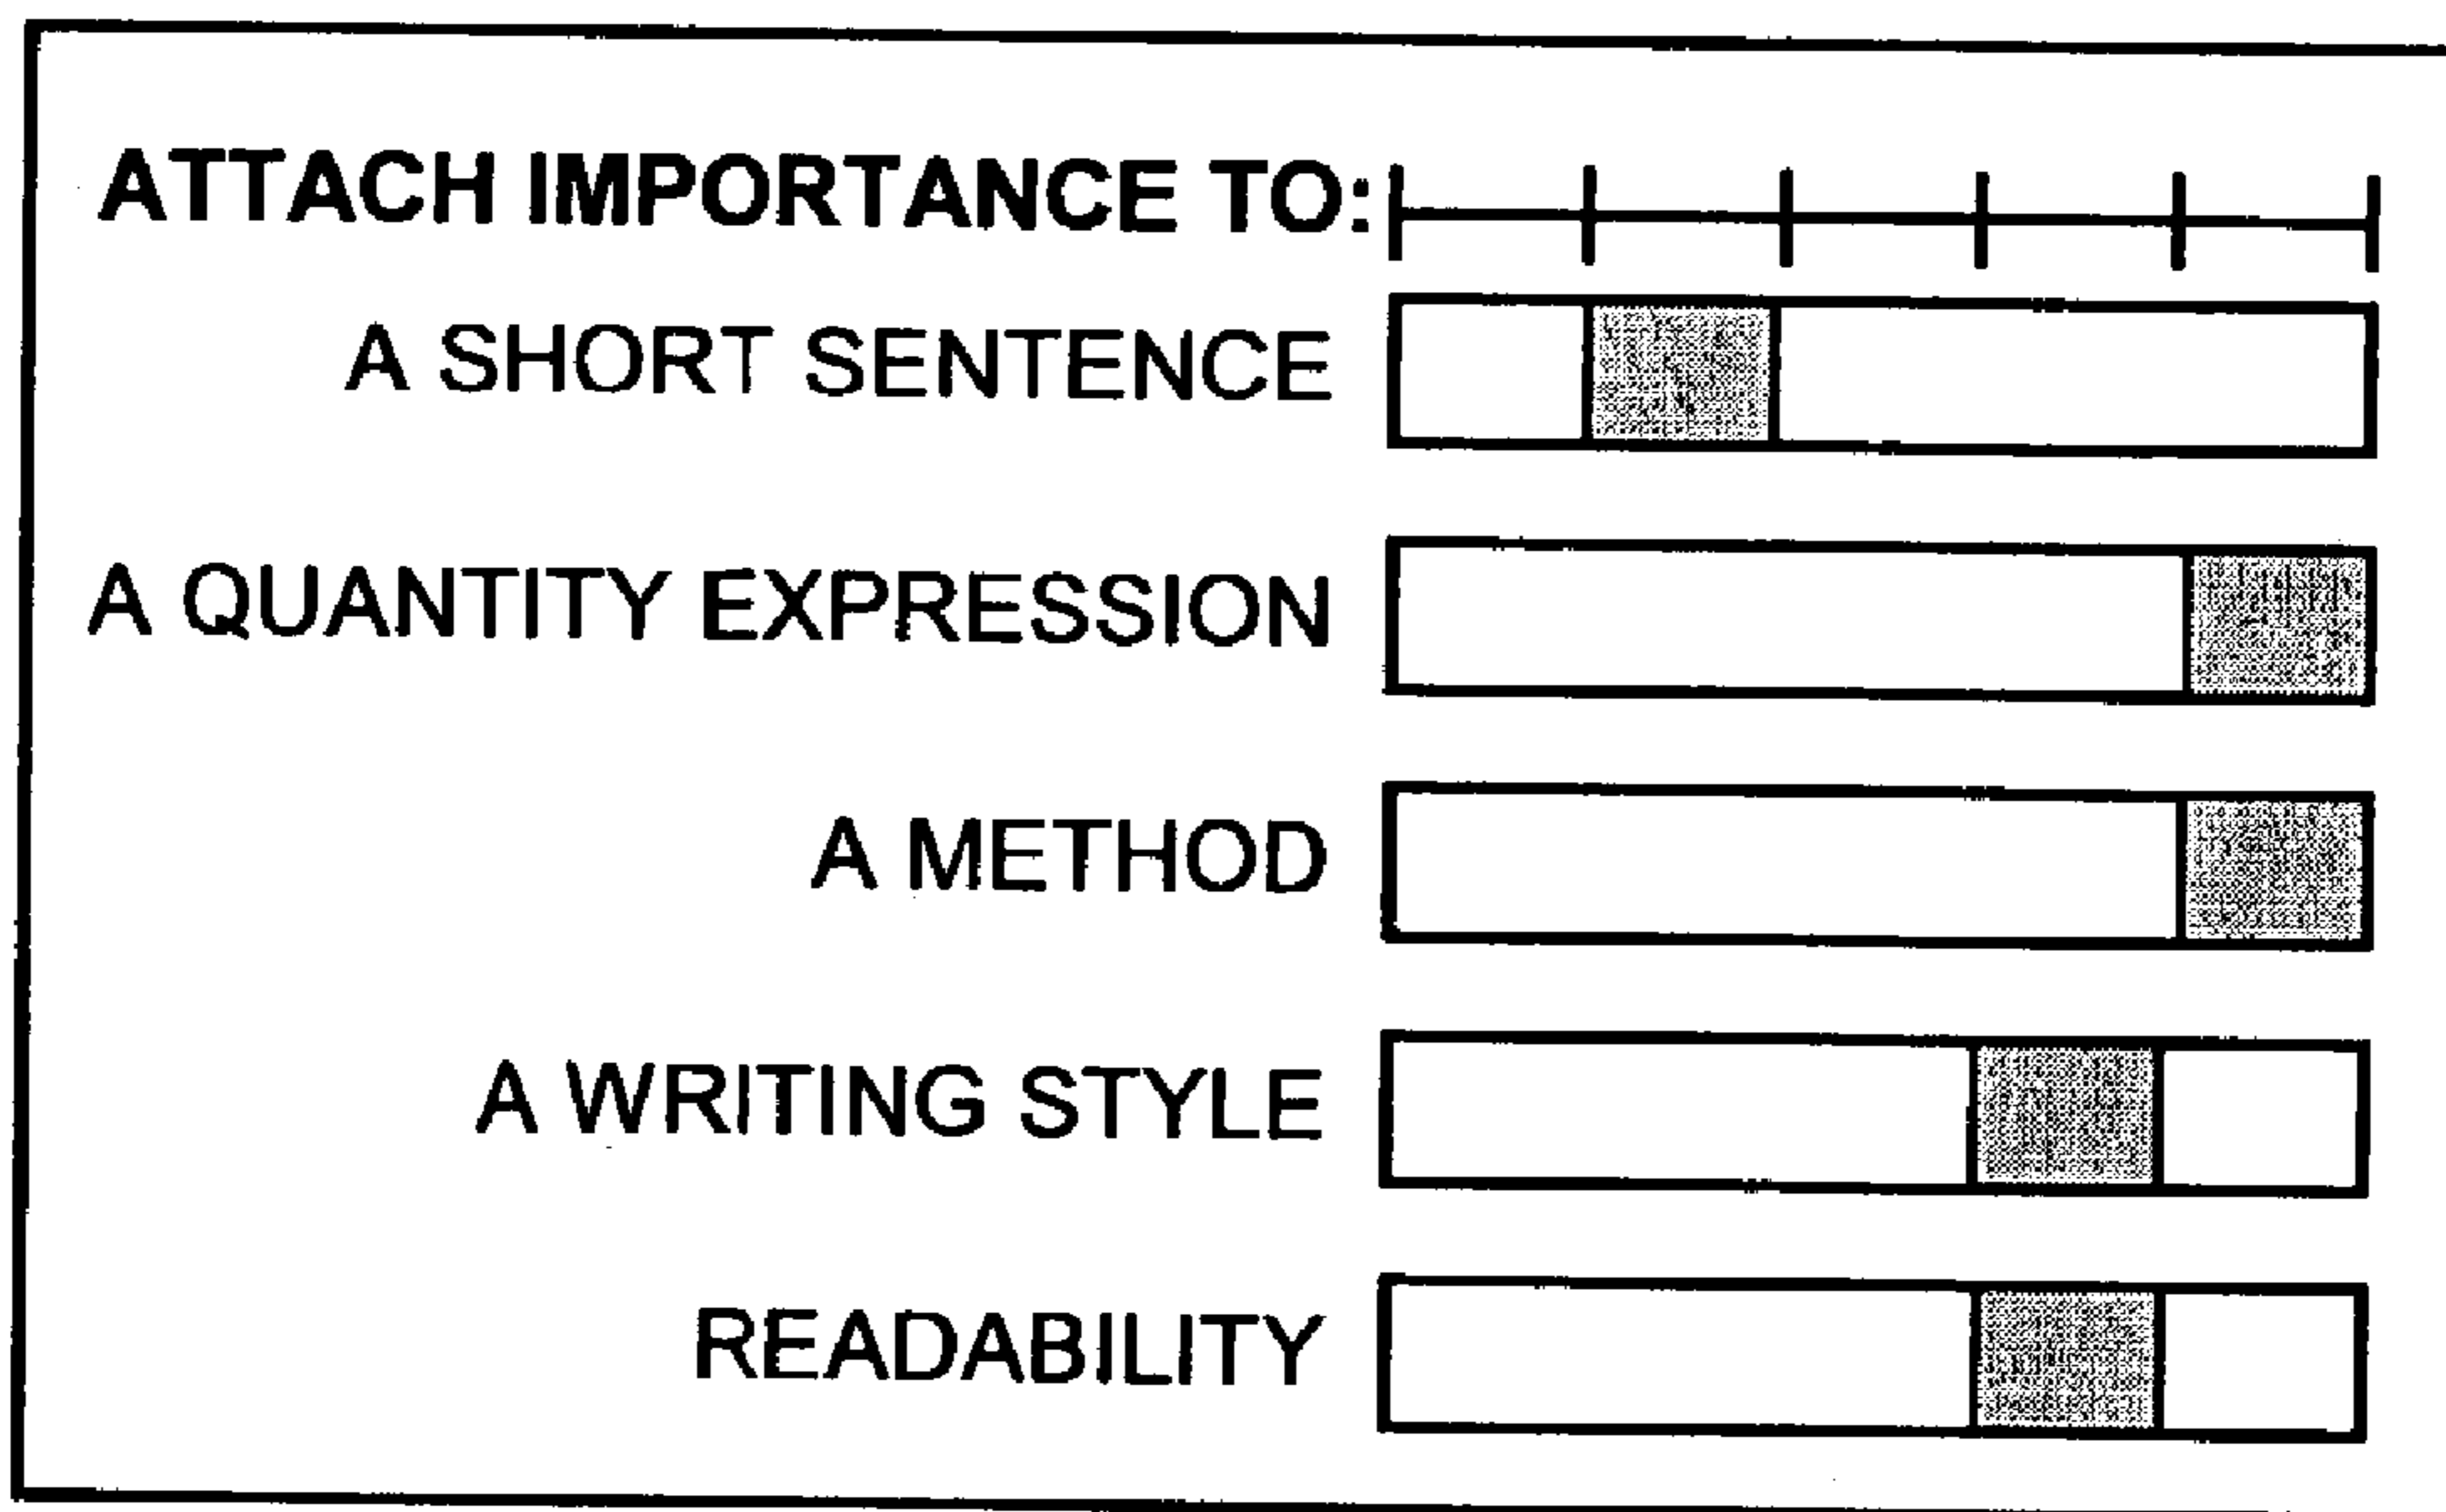 ATTACH IMPORTANCE TO:
A SHORT SENTENCE
A QUANTITY EXPRESSION
A METHOD
A WRITING STYLE
READABILITY